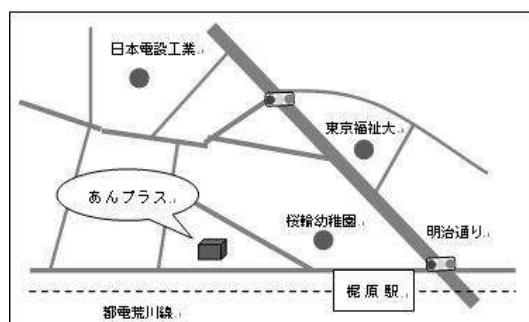 日本電設工業
東京福祉大
あんプラス
桜輪幼稚園
明治通り
梶原駅
都電荒川線